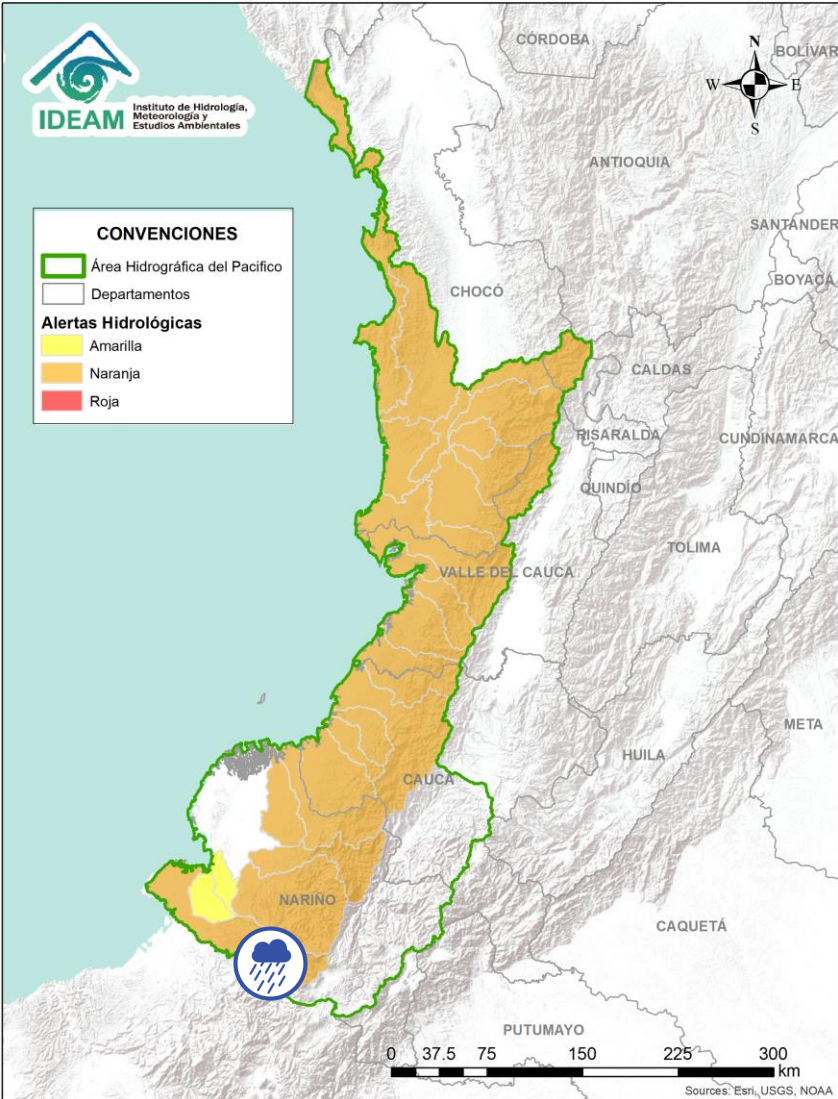 IDEAM
Instituto de Hidrología,
Meteorología y
Estudios Ambientales
N
W
E
S
CÓRDOBA
BOLÍVAR
ANTIOQUIA
SANTANDER
BOYACÁ
CONVENCIONES
Área Hidrográfica del Pacifico
Departamentos
Alertas Hidrológicas
Amarilla
Naranja
Roja
CHOCÓ
CALDAS
RISARALDA
CUNDINAMARCA
QUINDÍO
TOLIMA
VALLE DEL CAUCA
META
HUILA
CAUCA
NARIÑO
CAQUETÁ
PUTUMAYO
0 37.5 75 150 225 300
km
Sources: Esri, USGS, NOAA